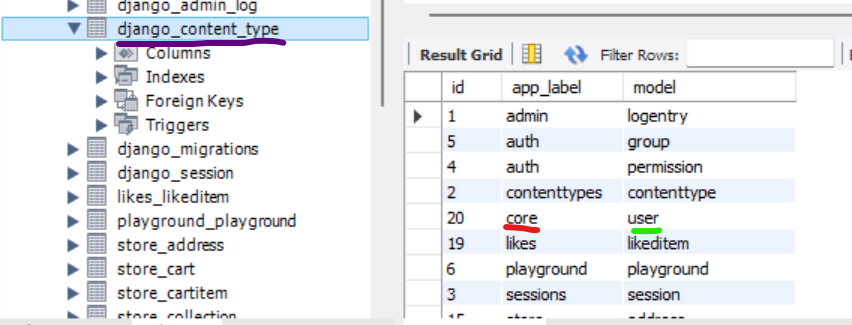 django_admin_log
django_content_type
Columns
Indexes
Foreign Keys
Triggers
django_migrations
django_session
likes_likeditem
playground_playground
store_address
store_cart
store_cartitem
store_collection
Result Grid Filter Rows:
id app_label model
1 admin logentry
5 auth group
4 auth permission
2 contenttypes contenttype
20 core user
19 likes likeditem
6 playground playground
3 sessions session
15 store address